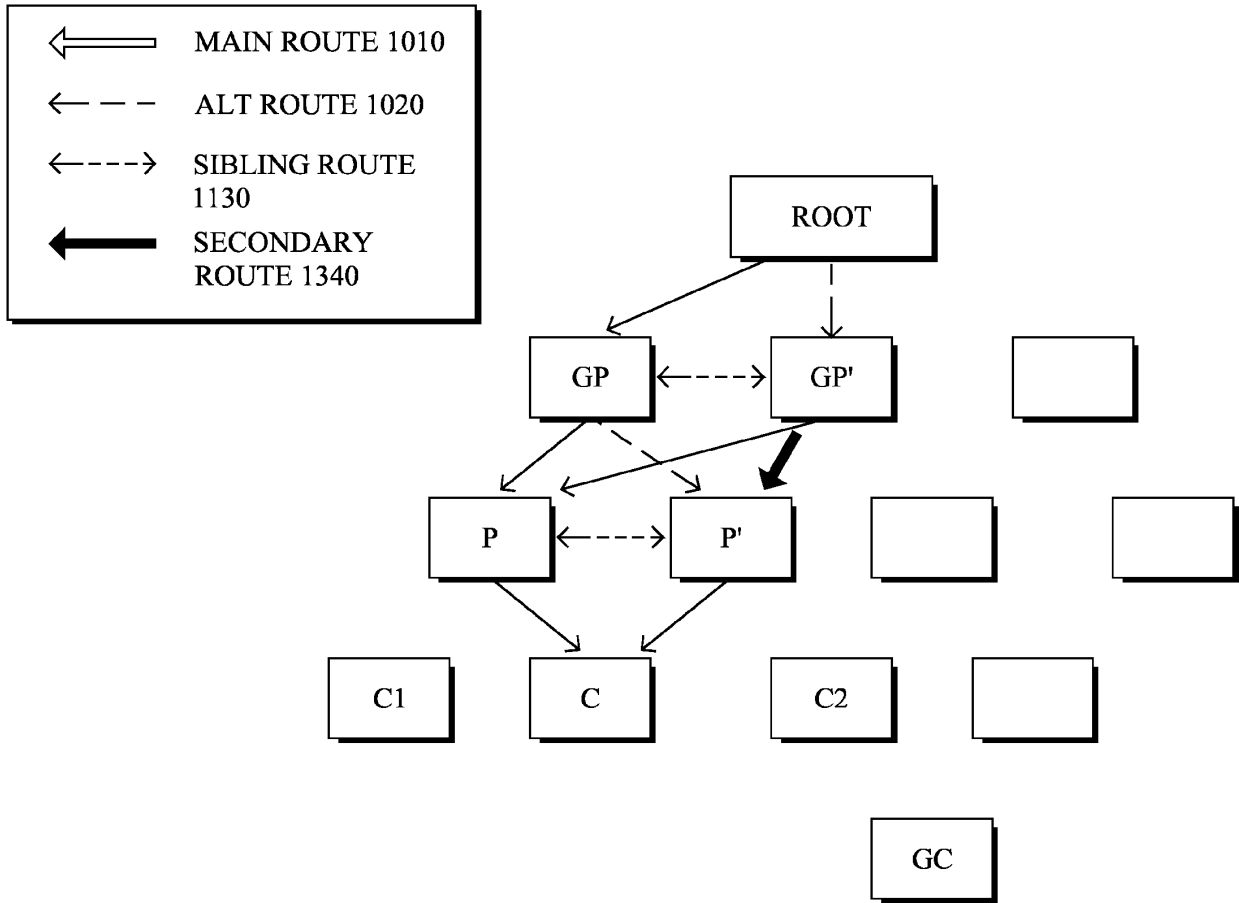 MAIN ROUTE 1010
ALT ROUTE 1020
SIBLING ROUTE
1130
SECONDARY
ROUTE 1340
ROOT
GP
GP'
P
P'
C1
C
C2
GC